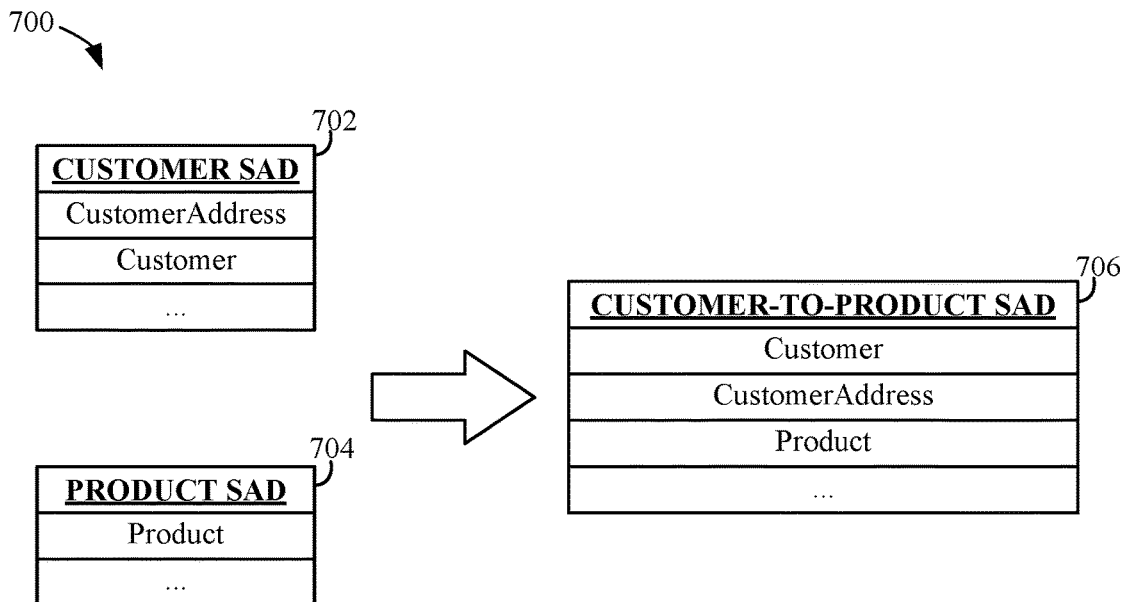 700
702
CUSTOMER SAD
CustomerAddress
Customer
...
704
PRODUCT SAD
Product
...
706
CUSTOMER-TO-PRODUCT SAD
Customer
CustomerAddress
Product
...